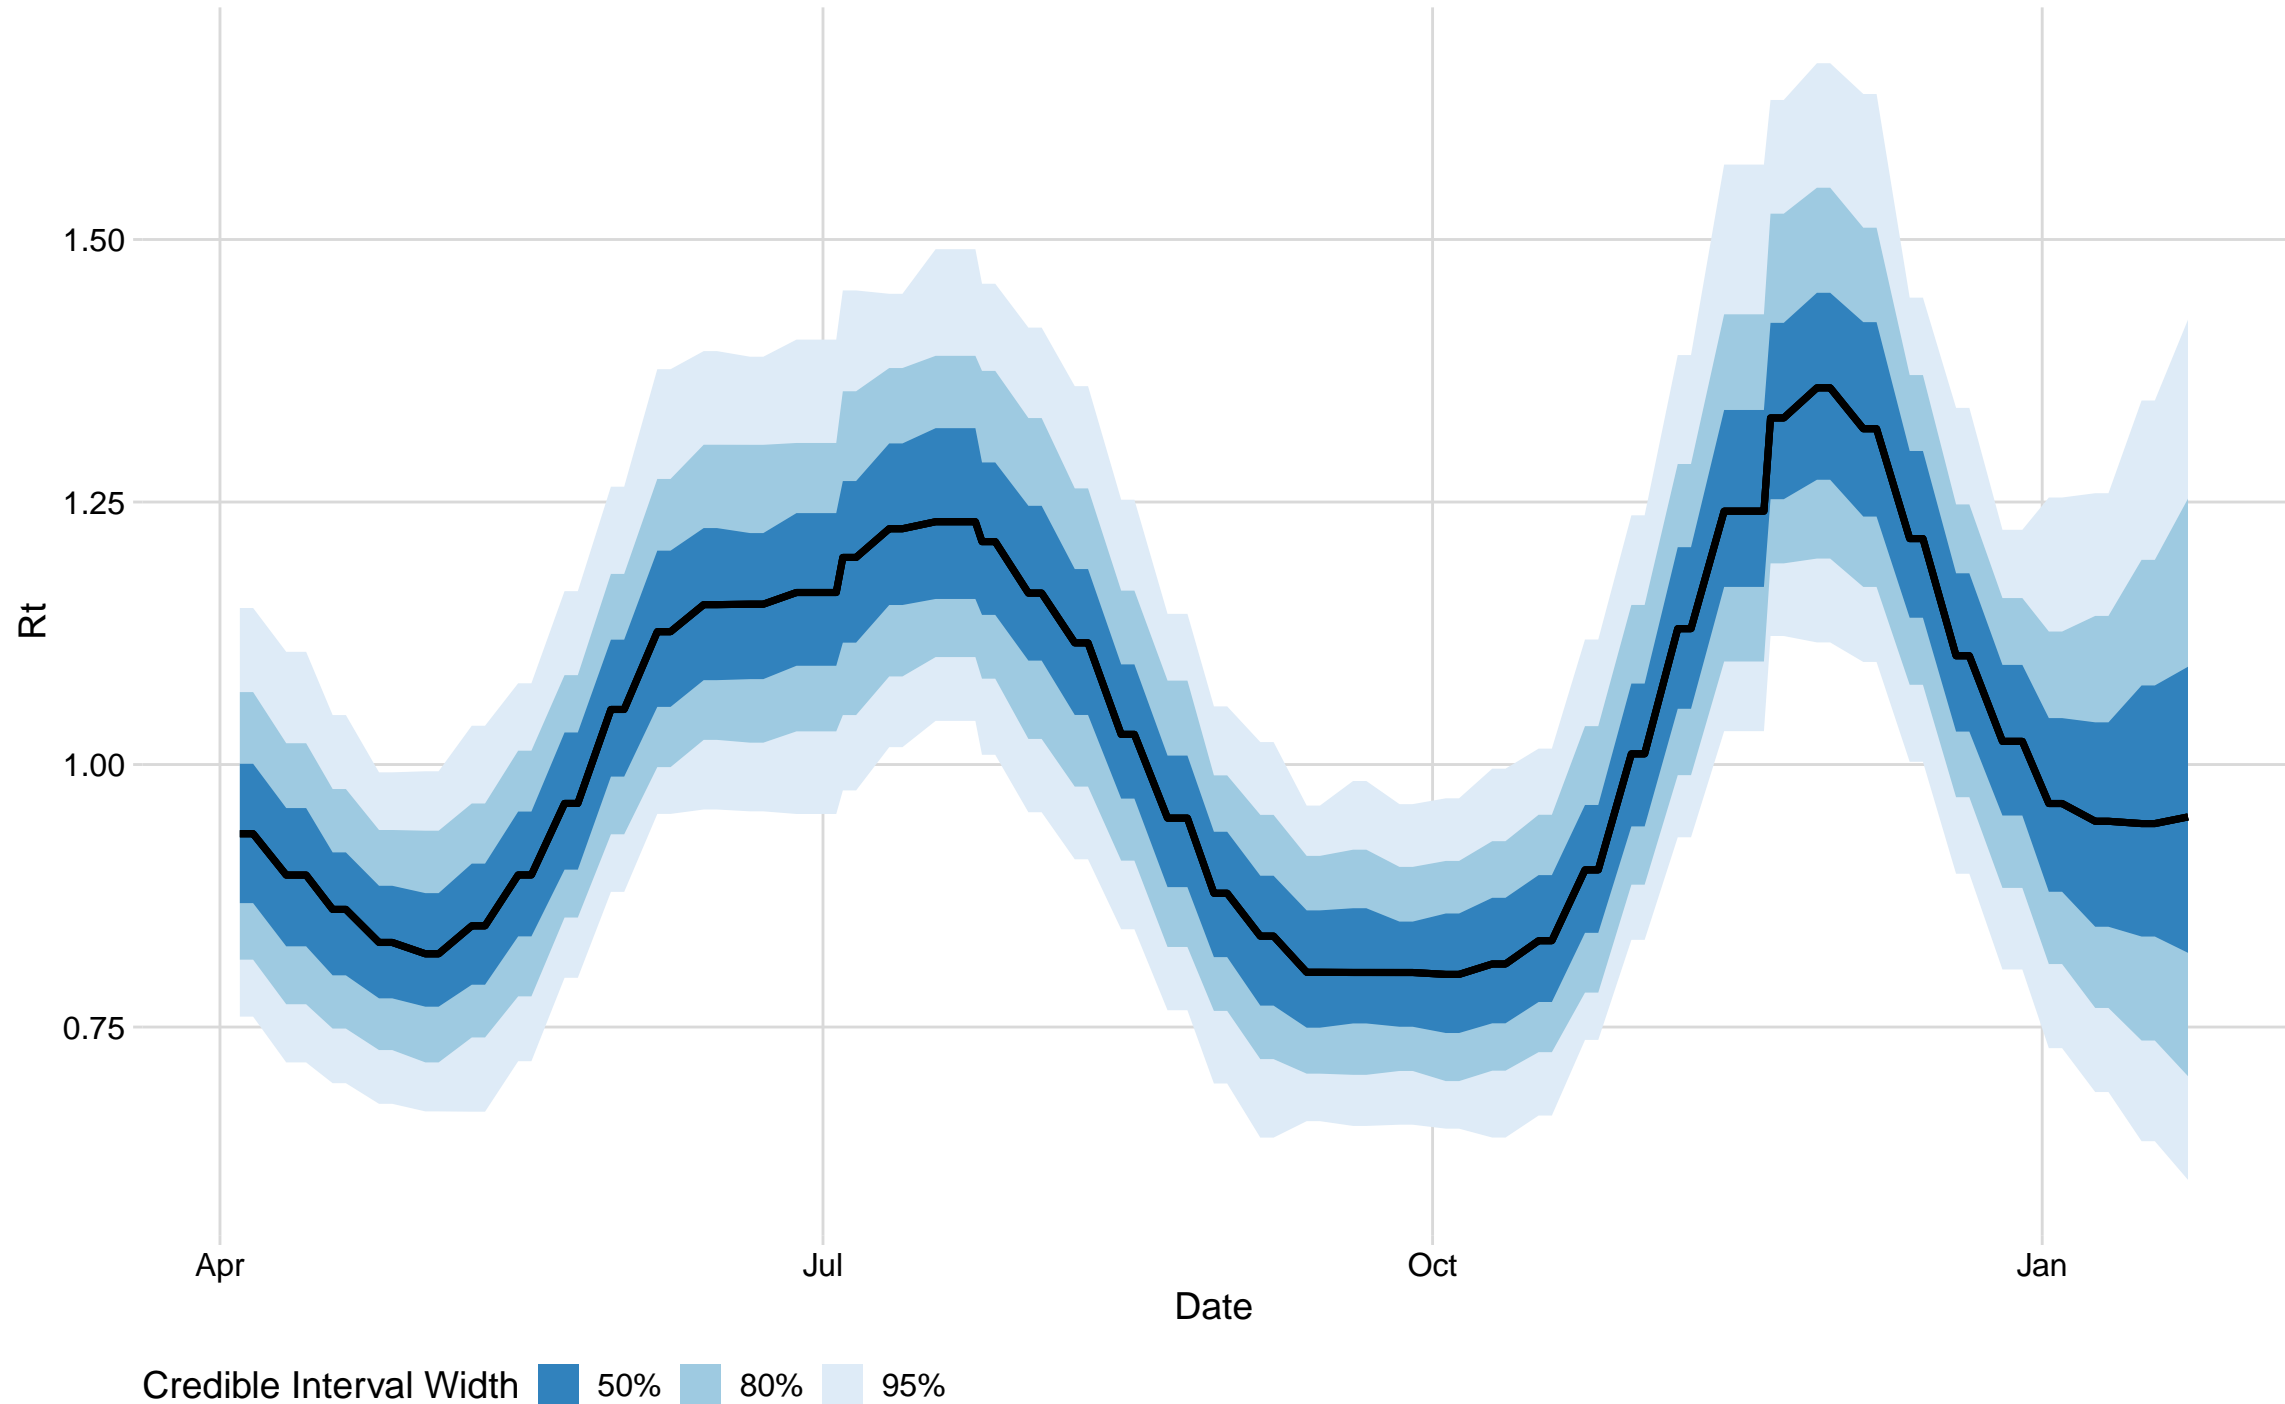 1.50
1.25
1.00
0.75
Rt
Apr Jul Oct Jan
Date
Credible Interval Width 50% 80% 95%